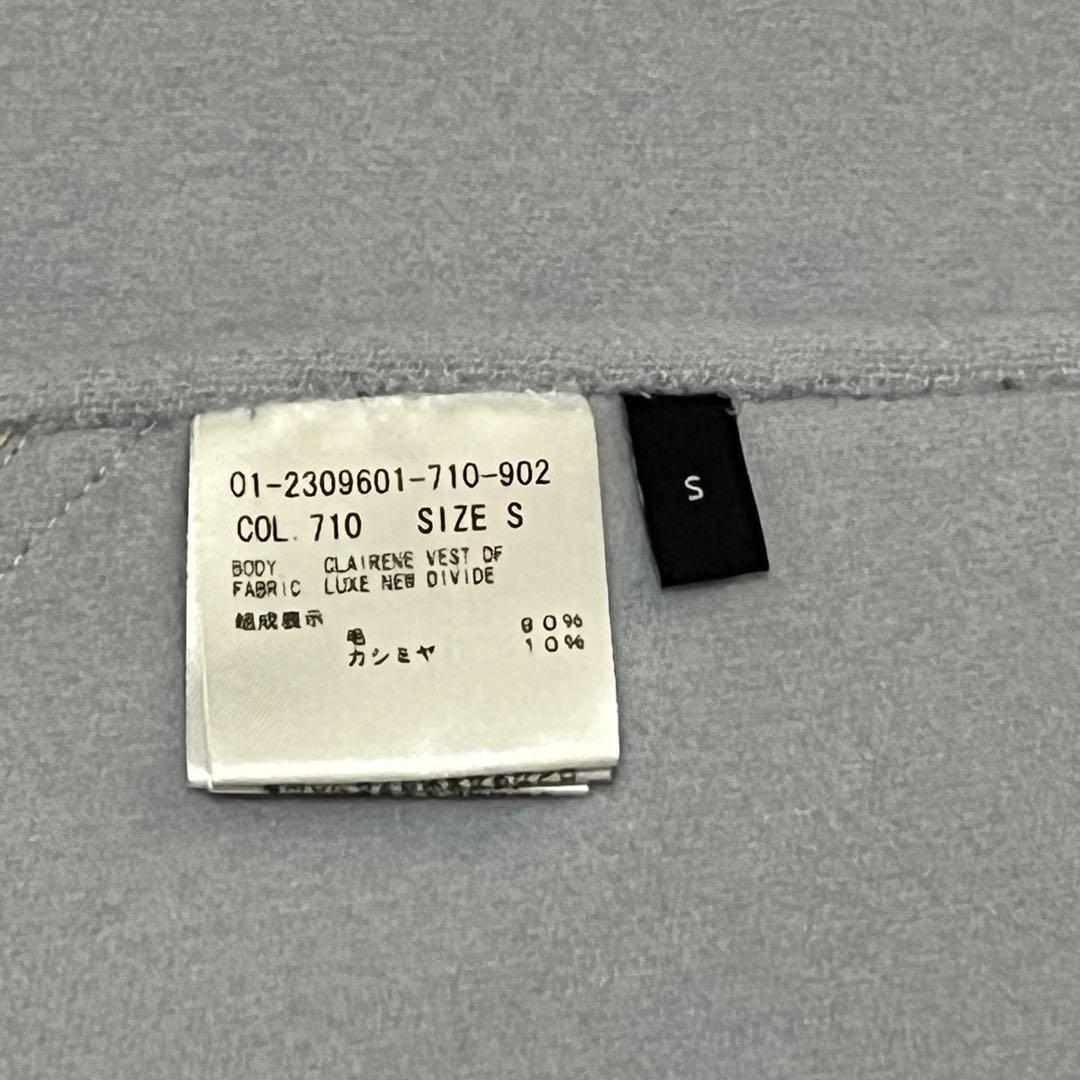 01-2309601-710-902
COL. 710 SIZE S
BODY CLAIRENE VEST DF
FABRIC LUXE NEW DIVIDE
組成表示
毛 90%
カシミヤ 10%
S